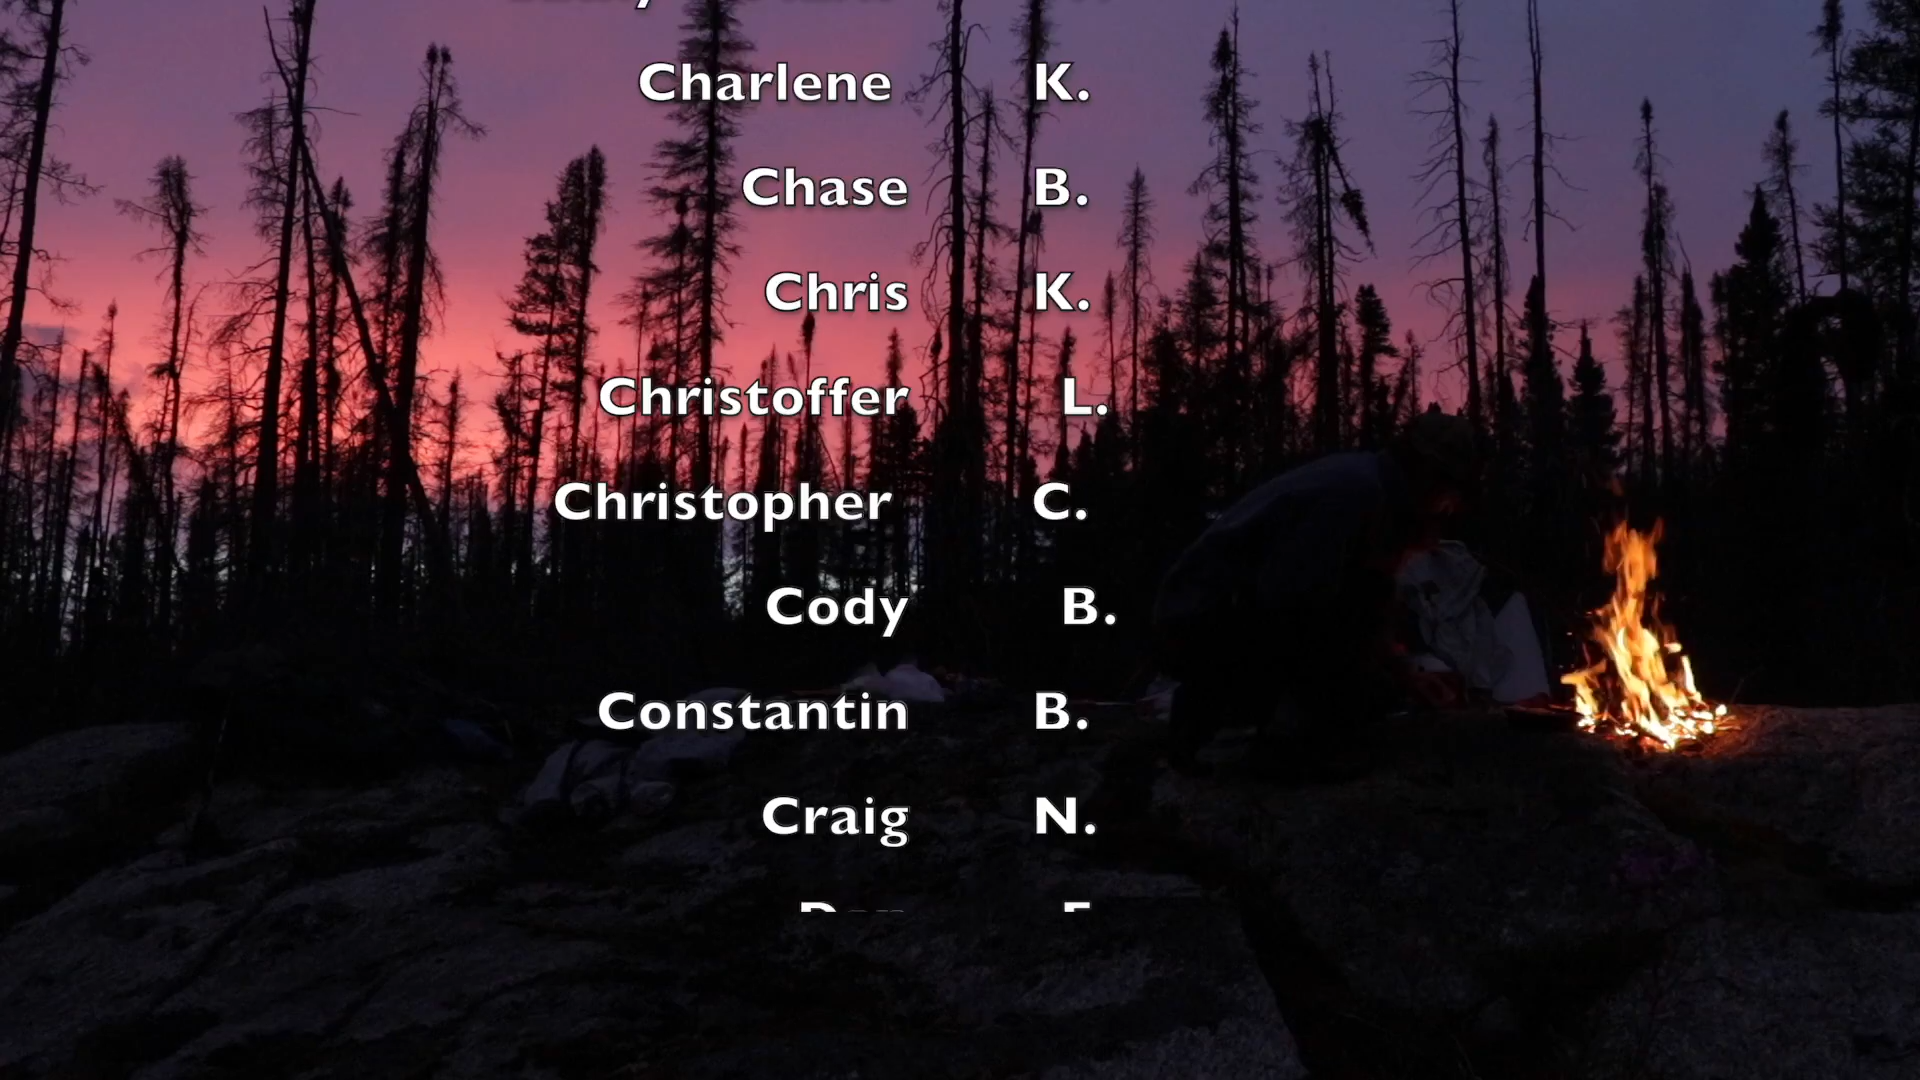 Charlene K.
Chase B.
Chris K.
Christoffer L.
Christopher C.
Cody B.
Constantin B.
Craig N.